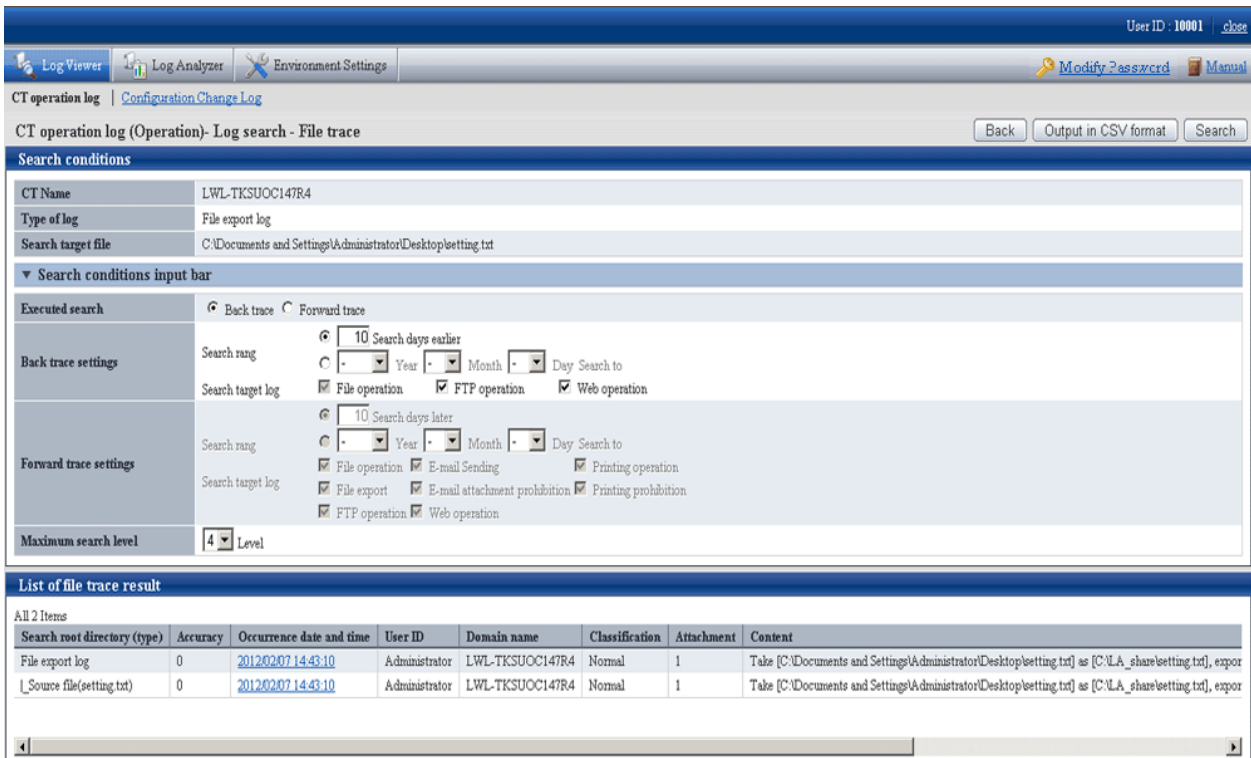 User ID : 10001 close
Log Viewer Log Analyzer Environment Settings Modify Password Manual
CT operation log | Configuration Change Log
CT operation log (Operation)- Log search - File trace Back Output in CSV format Search
Search conditions
CT Name LWL-TKSUOC147R4
Type of log File export log
Search target file C:\Documents and Settings\Administrator\Desktop\setting.txt
▼ Search conditions input bar
Executed search Back trace Forward trace
Back trace settings
Search rang
10 Search days earlier
- Year - Month - Day Search to
Search target log File operation FTP operation Web operation
Forward trace settings
Search rang
10 Search days later
- Year - Month - Day Search to
Search target log
File operation E-mail Sending Printing operation
File export E-mail attachment prohibition Printing prohibition
FTP operation Web operation
Maximum search level 4 Level
List of file trace result
All 2 Items
Search root directory (type) Accuracy Occurrence date and time User ID Domain name Classification Attachment Content
File export log 0 2012/02/07 14:43:10 Administrator LWL-TKSUOC147R4 Normal 1 Take [C:\Documents and Settings\Administrator\Desktop\setting.txt] as [C:\LA_share\setting.txt], expor
|_Source file(setting.txt) 0 2012/02/07 14:43:10 Administrator LWL-TKSUOC147R4 Normal 1 Take [C:\Documents and Settings\Administrator\Desktop\setting.txt] as [C:\LA_share\setting.txt], expor